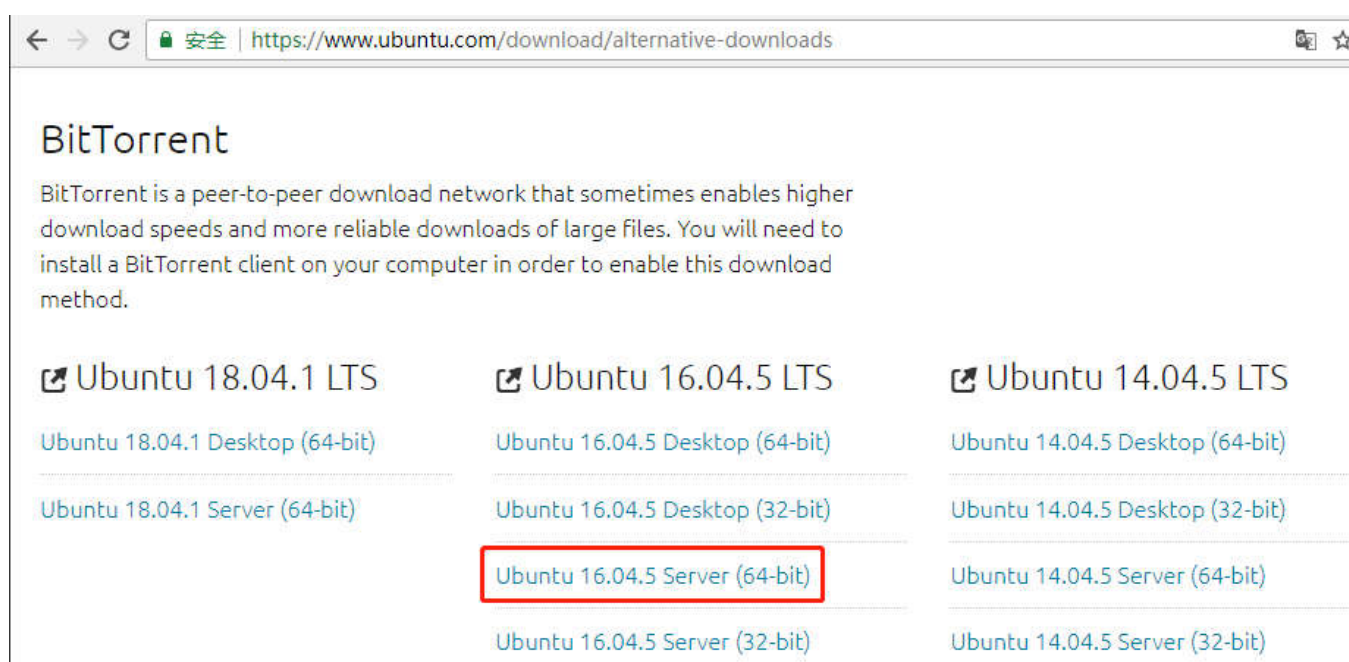 安全 | https://www.ubuntu.com/download/alternative-downloads
BitTorrent
BitTorrent is a peer-to-peer download network that sometimes enables higher
download speeds and more reliable downloads of large files. You will need to
install a BitTorrent client on your computer in order to enable this download
method.
Ubuntu 18.04.1 LTS
Ubuntu 18.04.1 Desktop (64-bit)
Ubuntu 18.04.1 Server (64-bit)
Ubuntu 16.04.5 LTS
Ubuntu 16.04.5 Desktop (64-bit)
Ubuntu 16.04.5 Desktop (32-bit)
Ubuntu 16.04.5 Server (64-bit)
Ubuntu 16.04.5 Server (32-bit)
Ubuntu 14.04.5 LTS
Ubuntu 14.04.5 Desktop (64-bit)
Ubuntu 14.04.5 Desktop (32-bit)
Ubuntu 14.04.5 Server (64-bit)
Ubuntu 14.04.5 Server (32-bit)